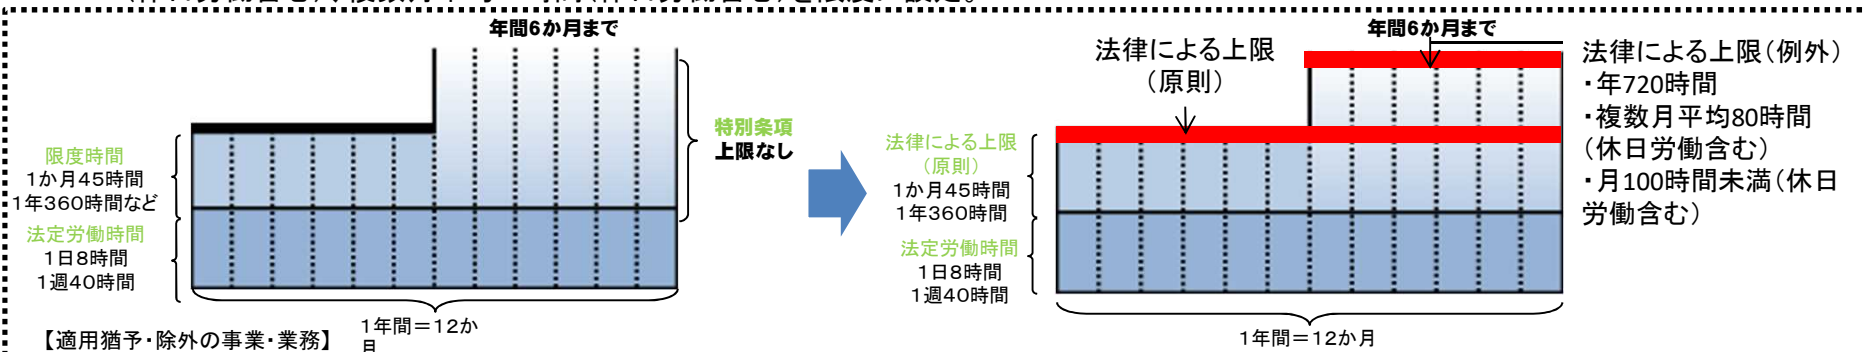 年間6か月まで
限度時間
1か月45時間
1年360時間など
法定労働時間
1日8時間
1週40時間
特別条項
上限なし
1年間=12か
月
【適用猶予・除外の事業・業務】
年間6か月まで
法律による上限
(原則)
法律による上限
(原則)
1か月45時間
1年360時間
法定労働時間
1日8時間
1週40時間
1年間=12か月
法律による上限(例外)
・年720時間
・複数月平均80時間
(休日労働含む)
・月100時間未満(休日
労働含む)